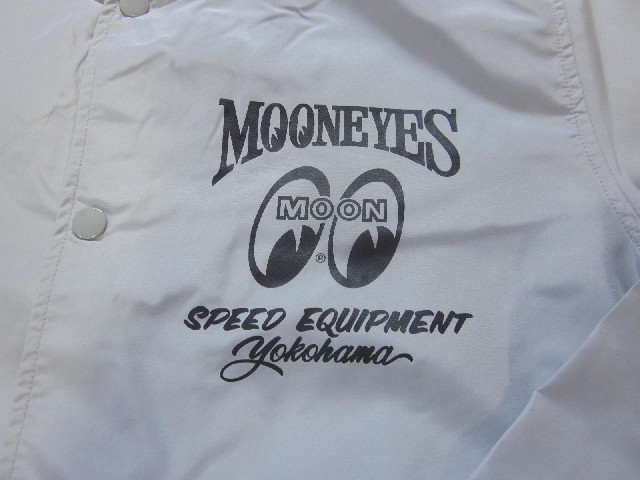 MOONEYES
MOON
®
SPEED EQUIPMENT
Yokohama